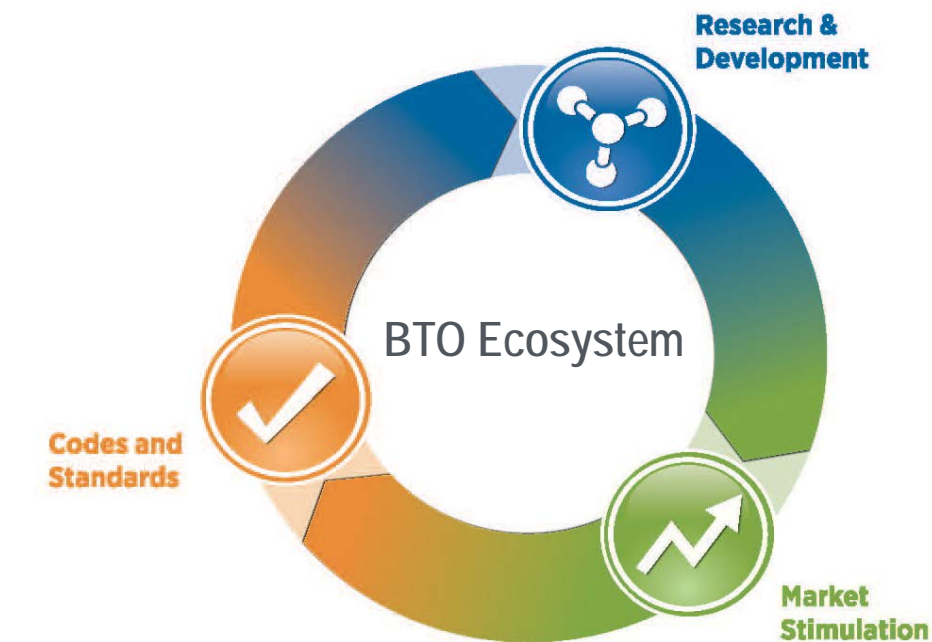 Research &
Development
BTO Ecosystem
Codes and
Standards
Market
Stimulation